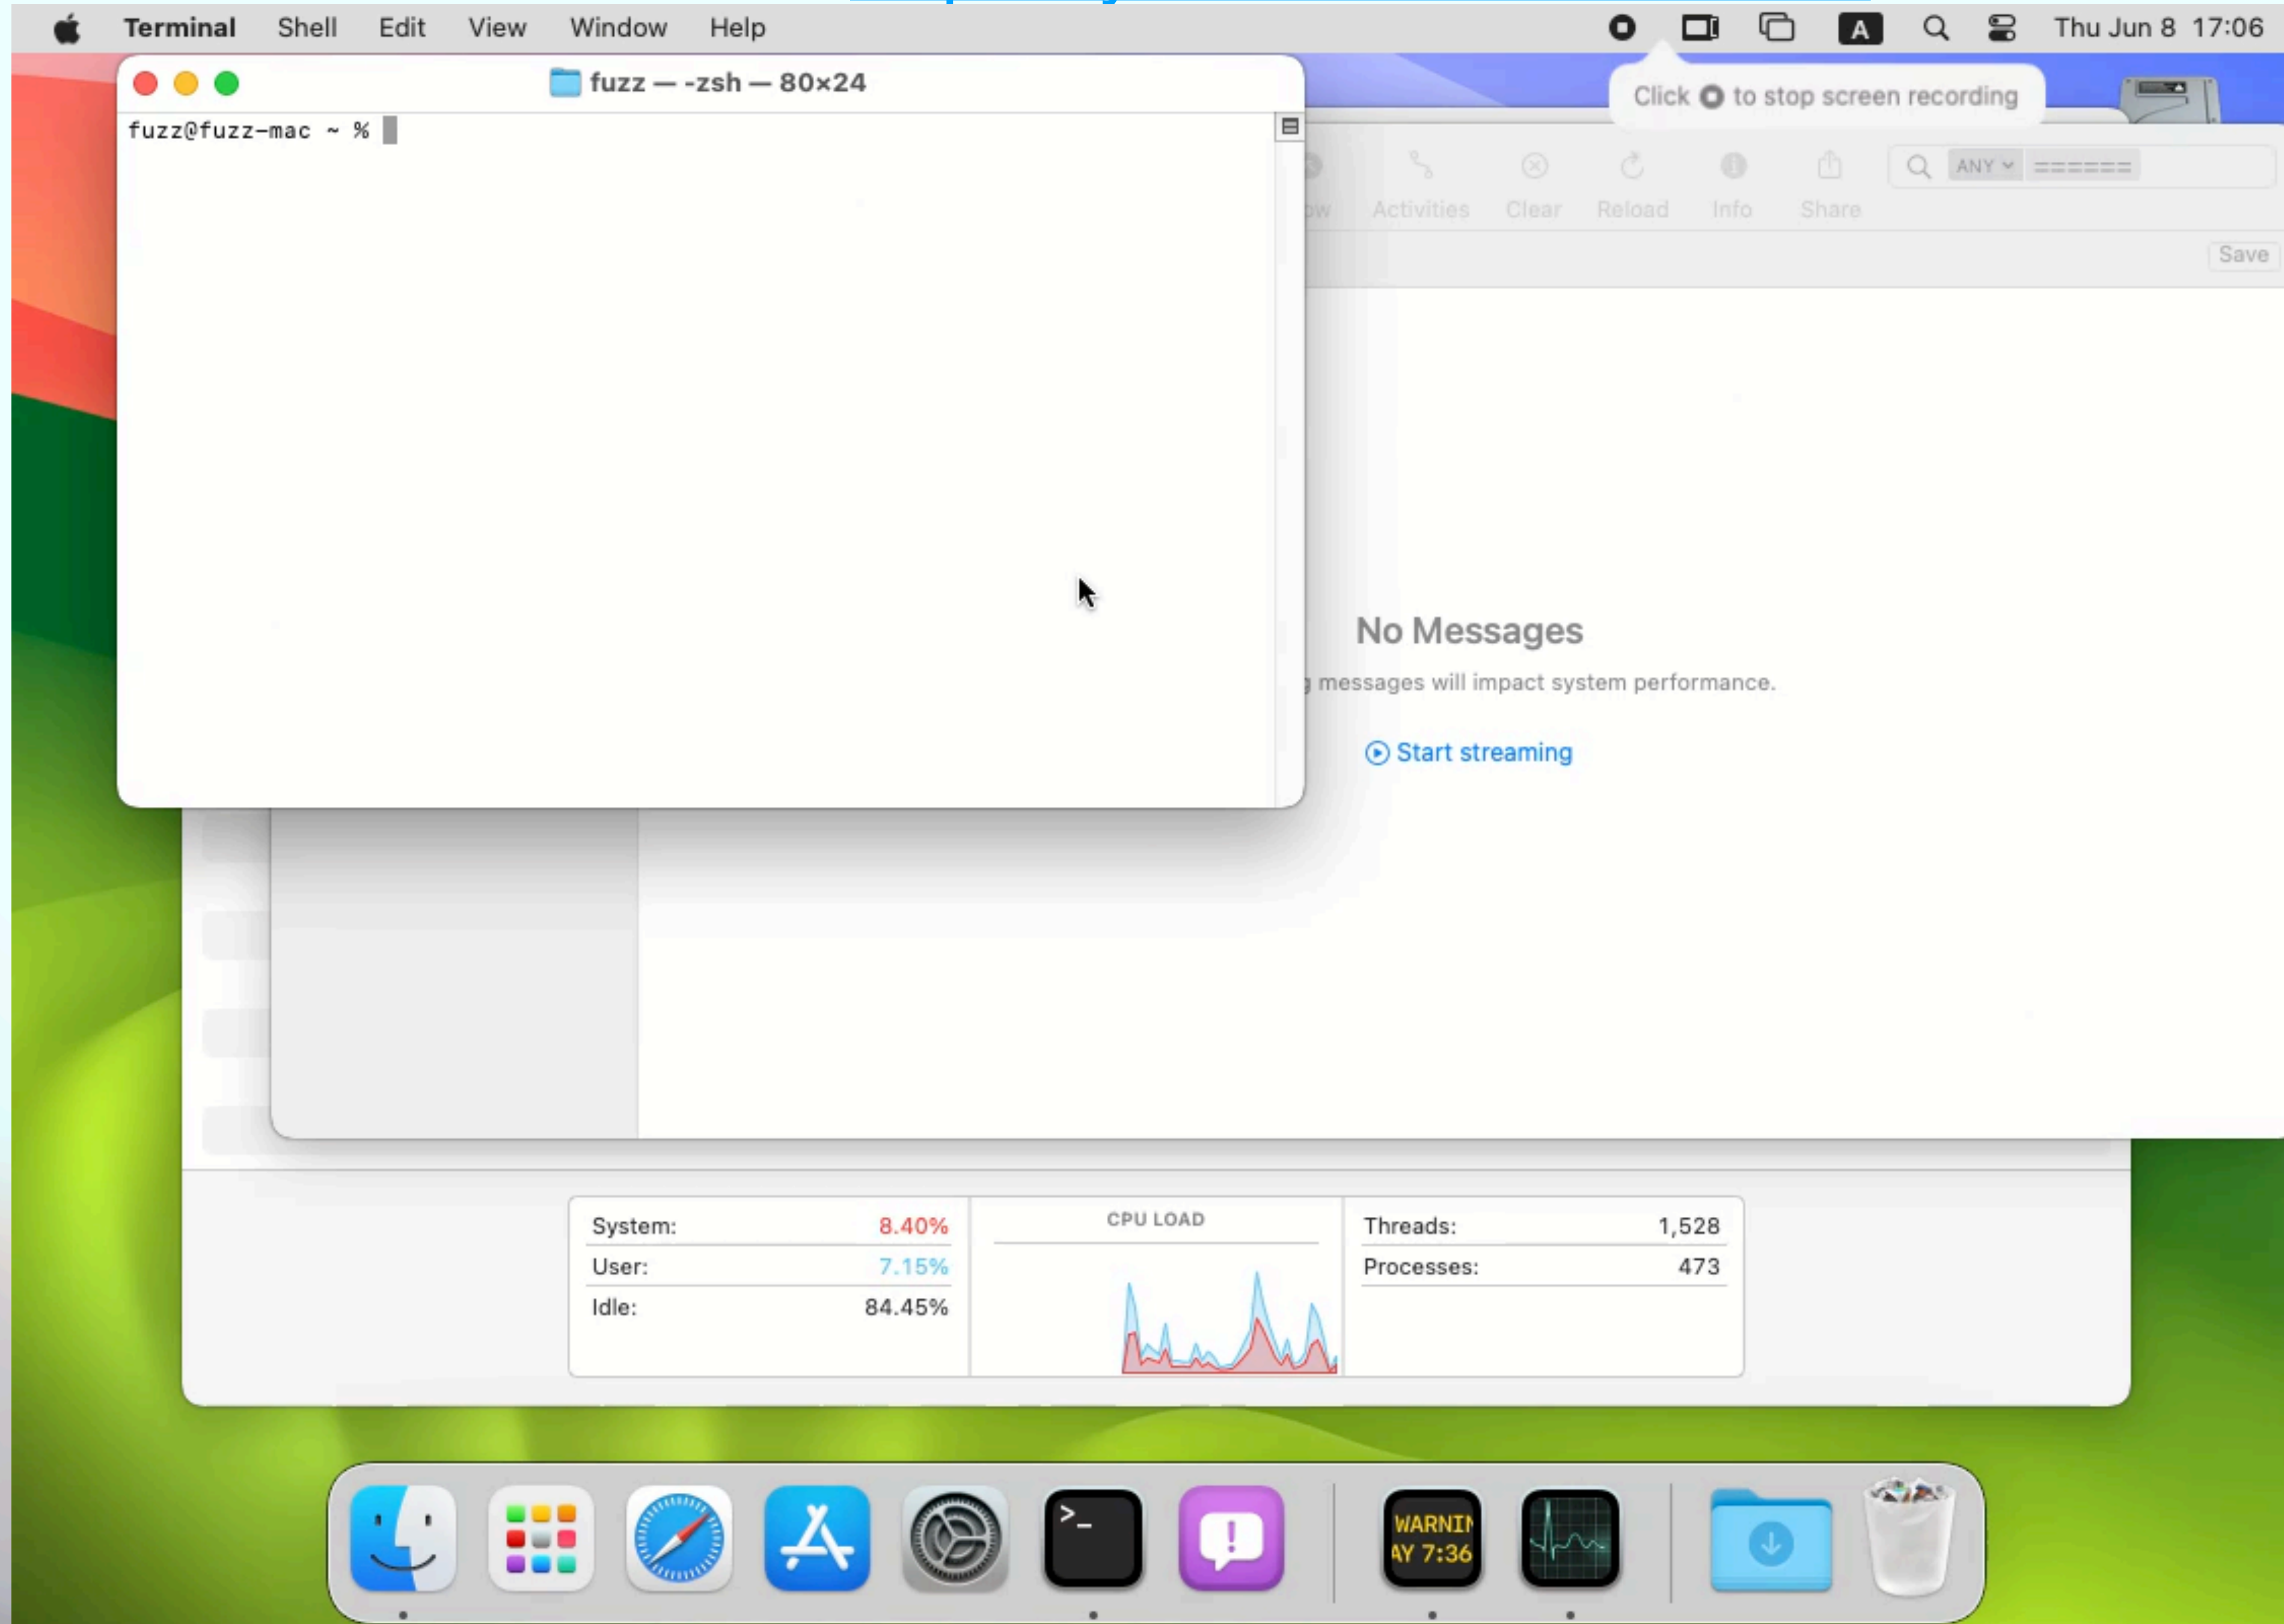 Terminal Shell Edit View Window Help A Thu Jun 8 17:06
fuzz — -zsh — 80×24
fuzz@fuzz-mac ~ %
Click to stop screen recording
ANY ======
Activities Clear Reload Info Share
Save
No Messages
messages will impact system performance.
Start streaming
System: 8.40%
User: 7.15%
Idle: 84.45%
CPU LOAD
Threads: 1,528
Processes: 473
>_
WARNIN
AY 7:36